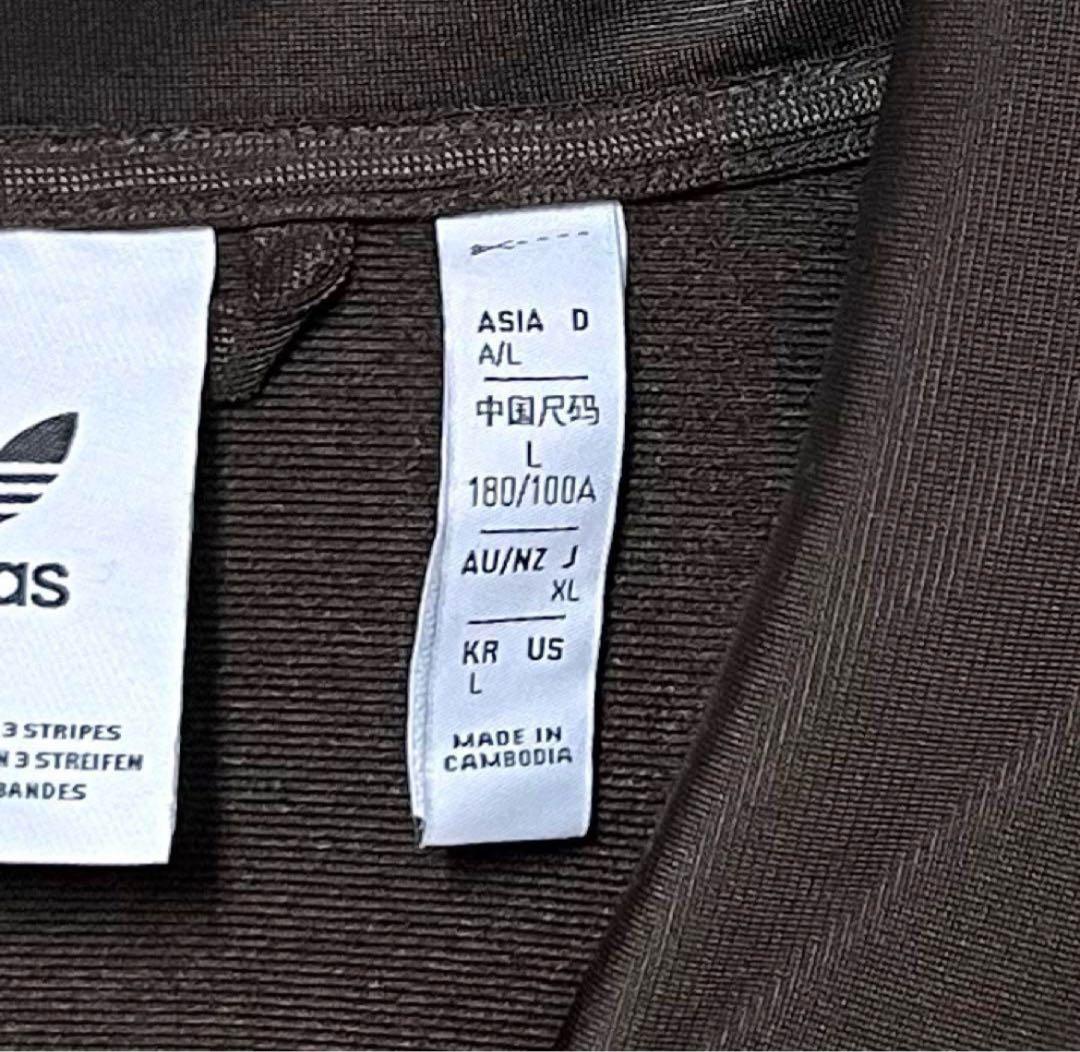 as
3 STRIPES
N 3 STREIFEN
BANDES
ASIA D
A/L
中国尺码
L
180/100A
AU/NZ J
XL
KR US
L
MADE IN
CAMBODIA